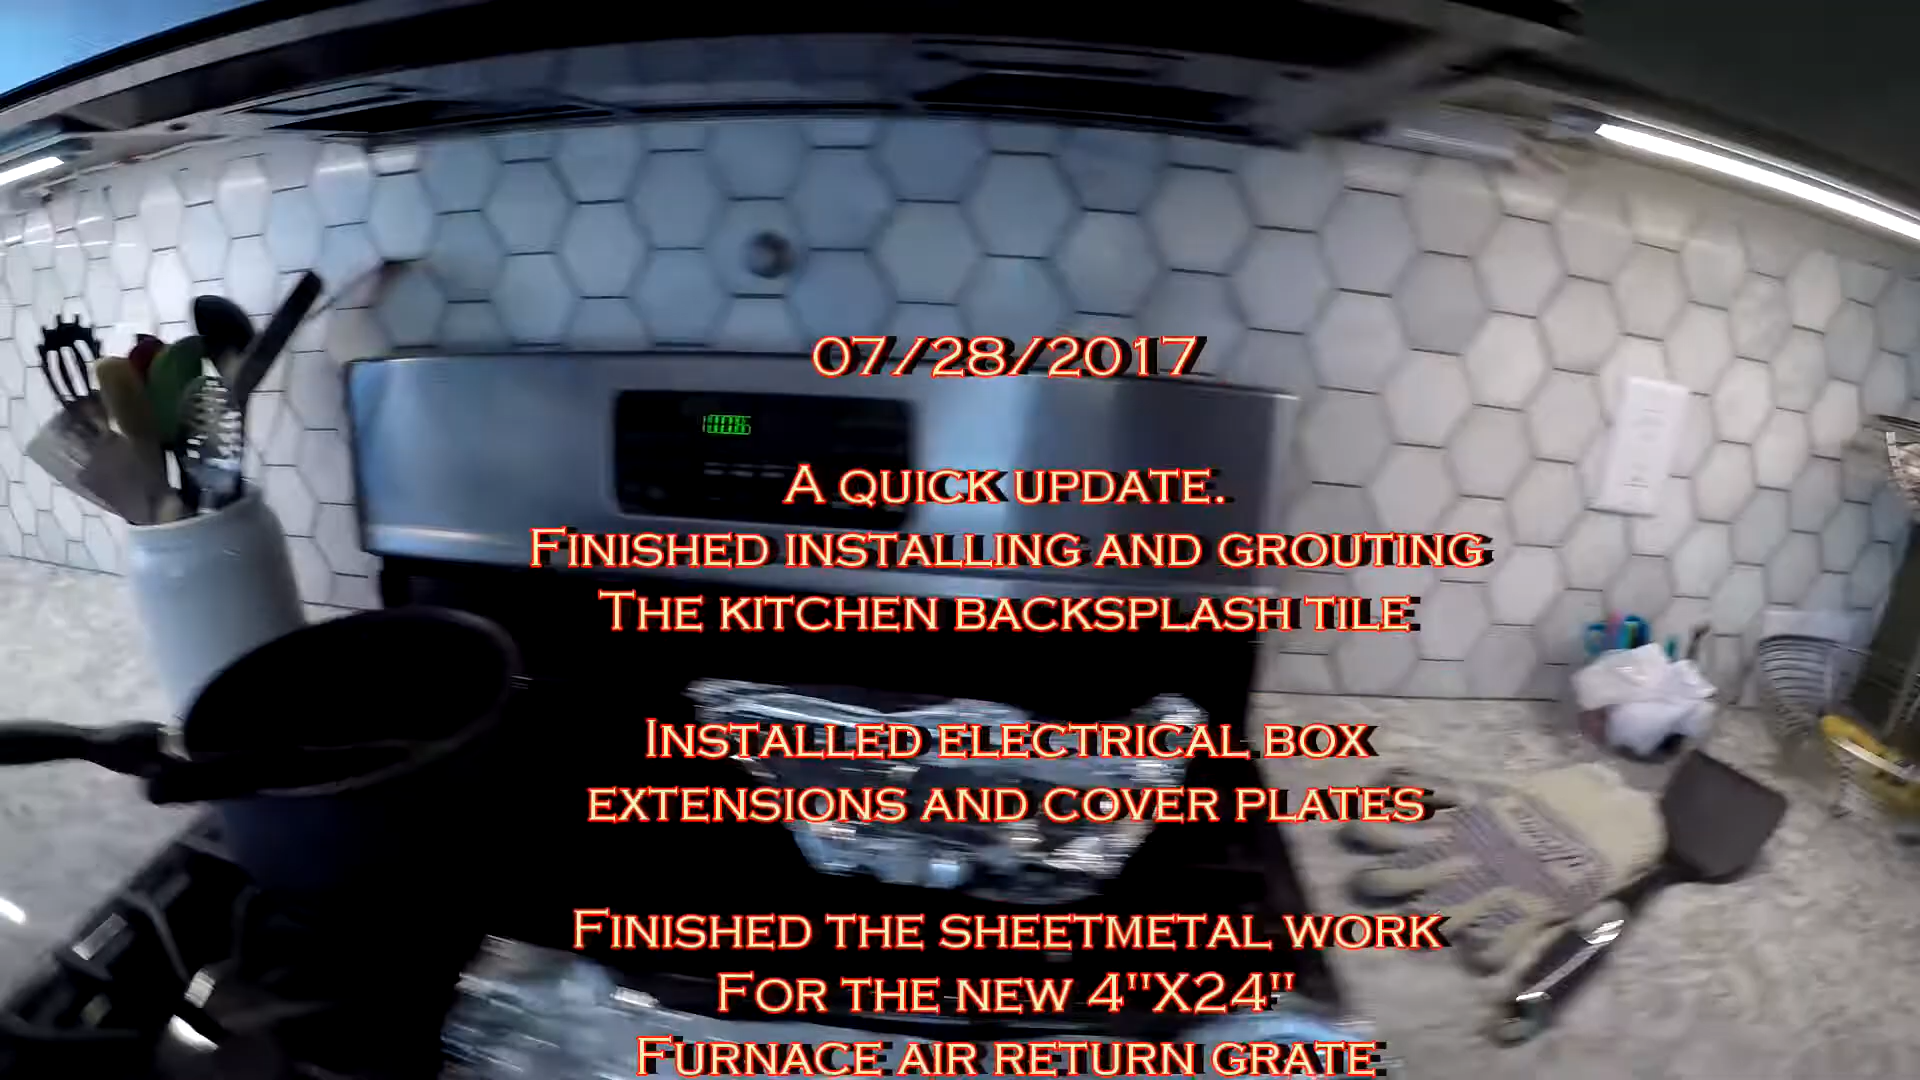 07/28/2017
A QUICK UPDATE.
FINISHED INSTALLING AND GROUTING
THE KITCHEN BACKSPLASH TILE
INSTALLED ELECTRICAL BOX
EXTENSIONS AND COVER PLATES
FINISHED THE SHEETMETAL WORK
FOR THE NEW 4"X24"
FURNACE AIR RETURN GRATE